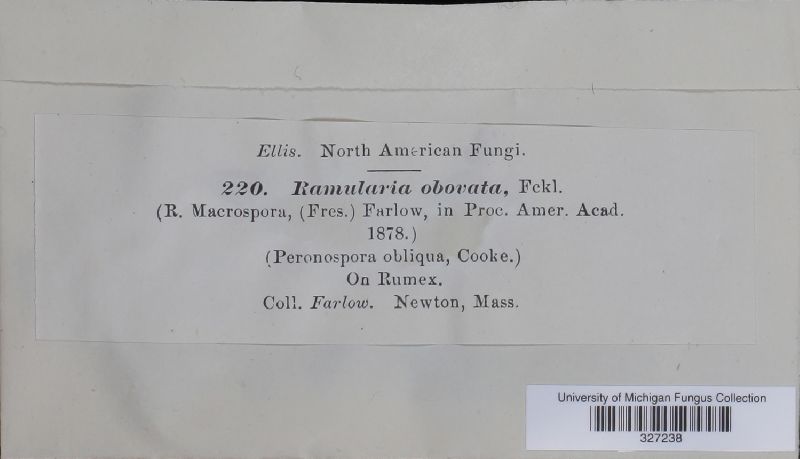 Ellis. North American Fungi.
220. Ramularia obovata, Fckl.
(R. Macrospora, (Fres.) Farlow, in Proc. Amer. Acad.
1878.)
(Peronospora obliqua, Cooke.)
On Rumex.
Coll. Farlow. Newton, Mass.
University of Michigan Fungus Collection
327238